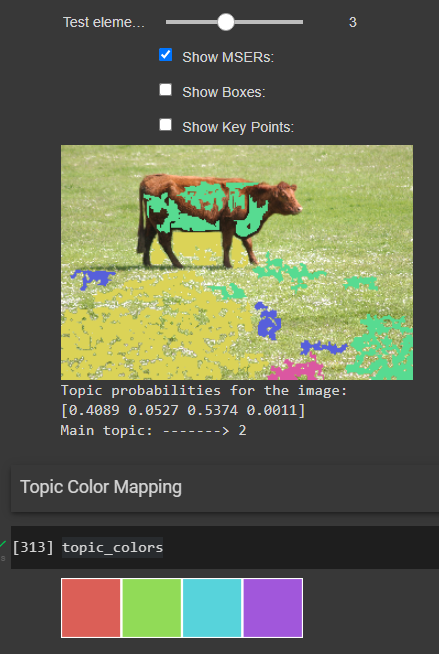 Test eleme... 3
Show MSERs:
Show Boxes:
Show Key Points:
Topic probabilities for the image:
[0.4089 0.0527 0.5374 0.0011]
Main topic: -------> 2
Topic Color Mapping
[313] topic_colors